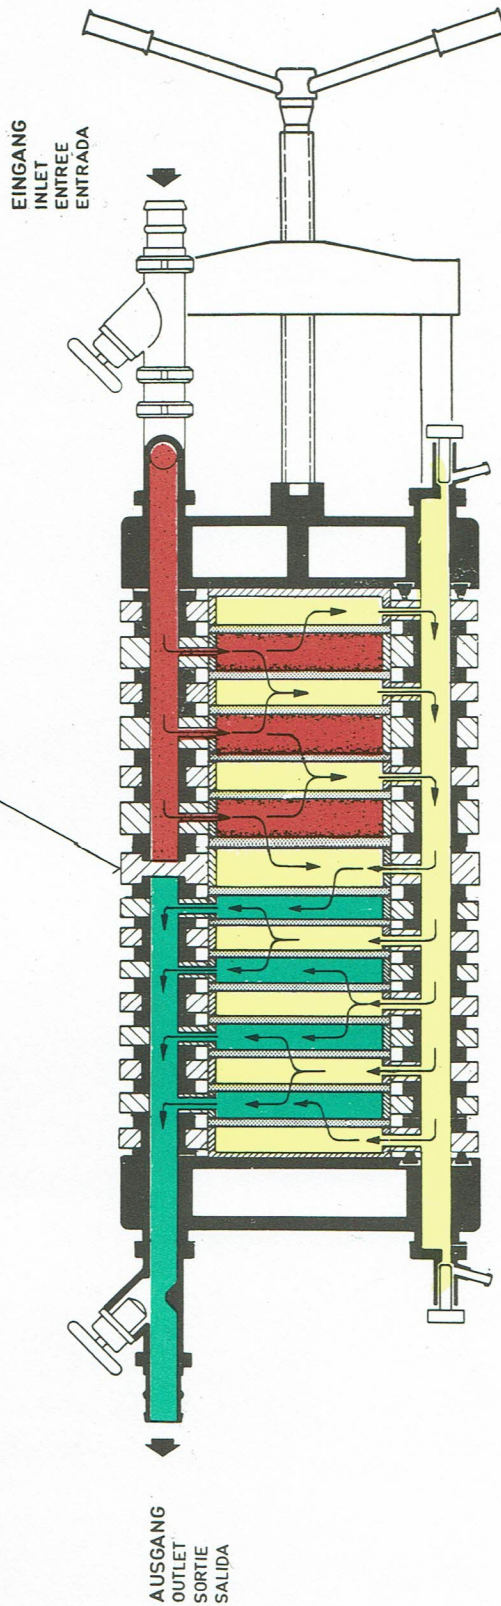 EINGANG
INLET
ENTREE
ENTRADA
AUSGANG
OUTLET
SORTIE
SALIDA